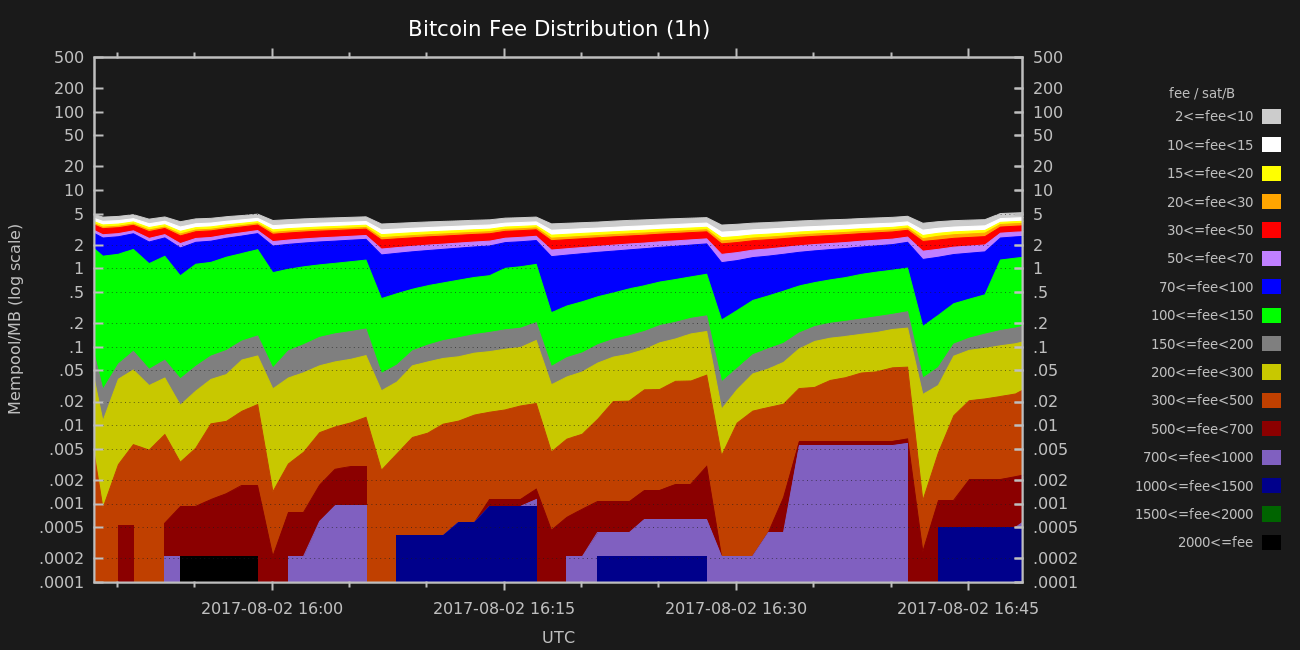 Bitcoin Fee Distribution (1h)
Mempool/MB (log scale)
500
200
100
50
20
10
5
2
1
.5
.2
.1
.05
.02
.01
.005
.002
.001
.0005
.0002
.0001
500
200
100
50
20
10
5
2
1
.5
.2
.1
.05
.02
.01
.005
.002
.001
.0005
.0002
.0001
2017-08-02 16:00
2017-08-02 16:15
2017-08-02 16:30
2017-08-02 16:45
UTC
fee / sat/B
2<=fee<10
10<=fee<15
15<=fee<20
20<=fee<30
30<=fee<50
50<=fee<70
70<=fee<100
100<=fee<150
150<=fee<200
200<=fee<300
300<=fee<500
500<=fee<700
700<=fee<1000
1000<=fee<1500
1500<=fee<2000
2000<=fee